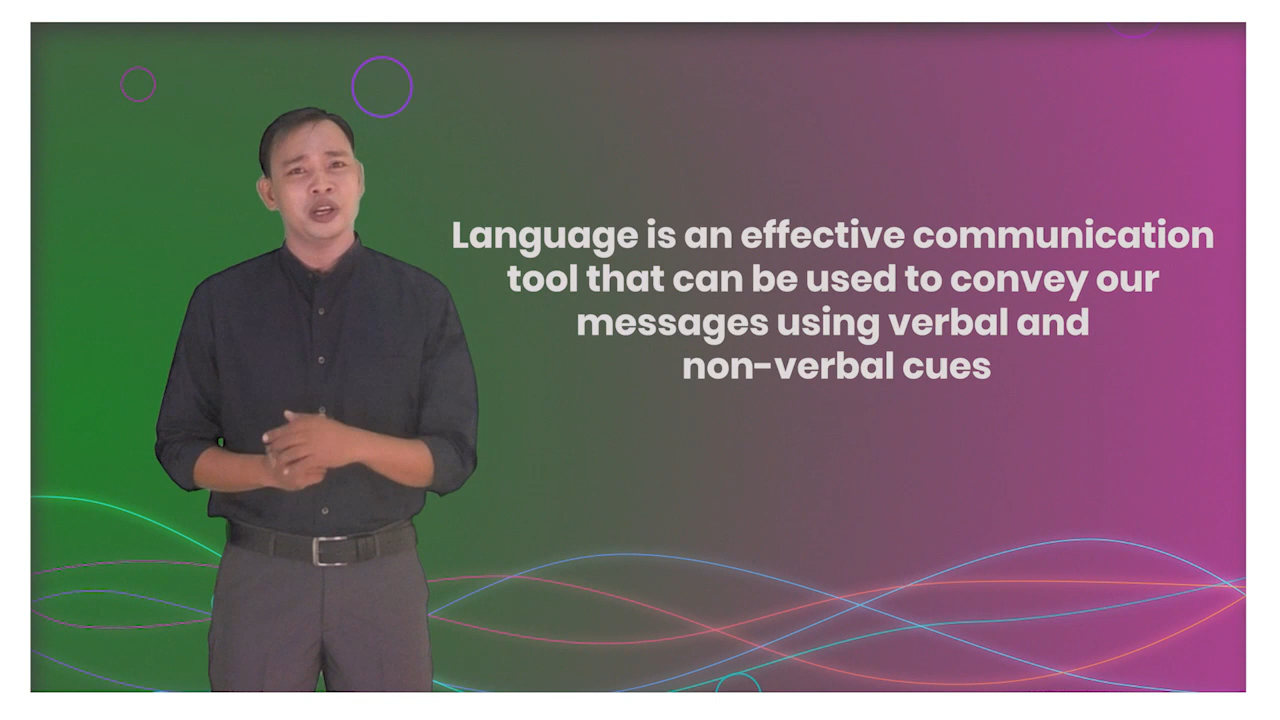 Language is an effective communication
tool that can be used to convey our
messages using verbal and
non-verbal cues